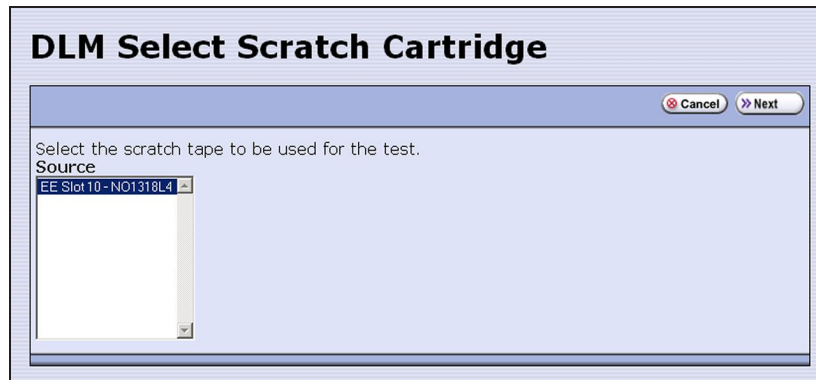 DLM Select Scratch Cartridge
Cancel Next
Select the scratch tape to be used for the test.
Source
EE Slot 10 - NO1318L4